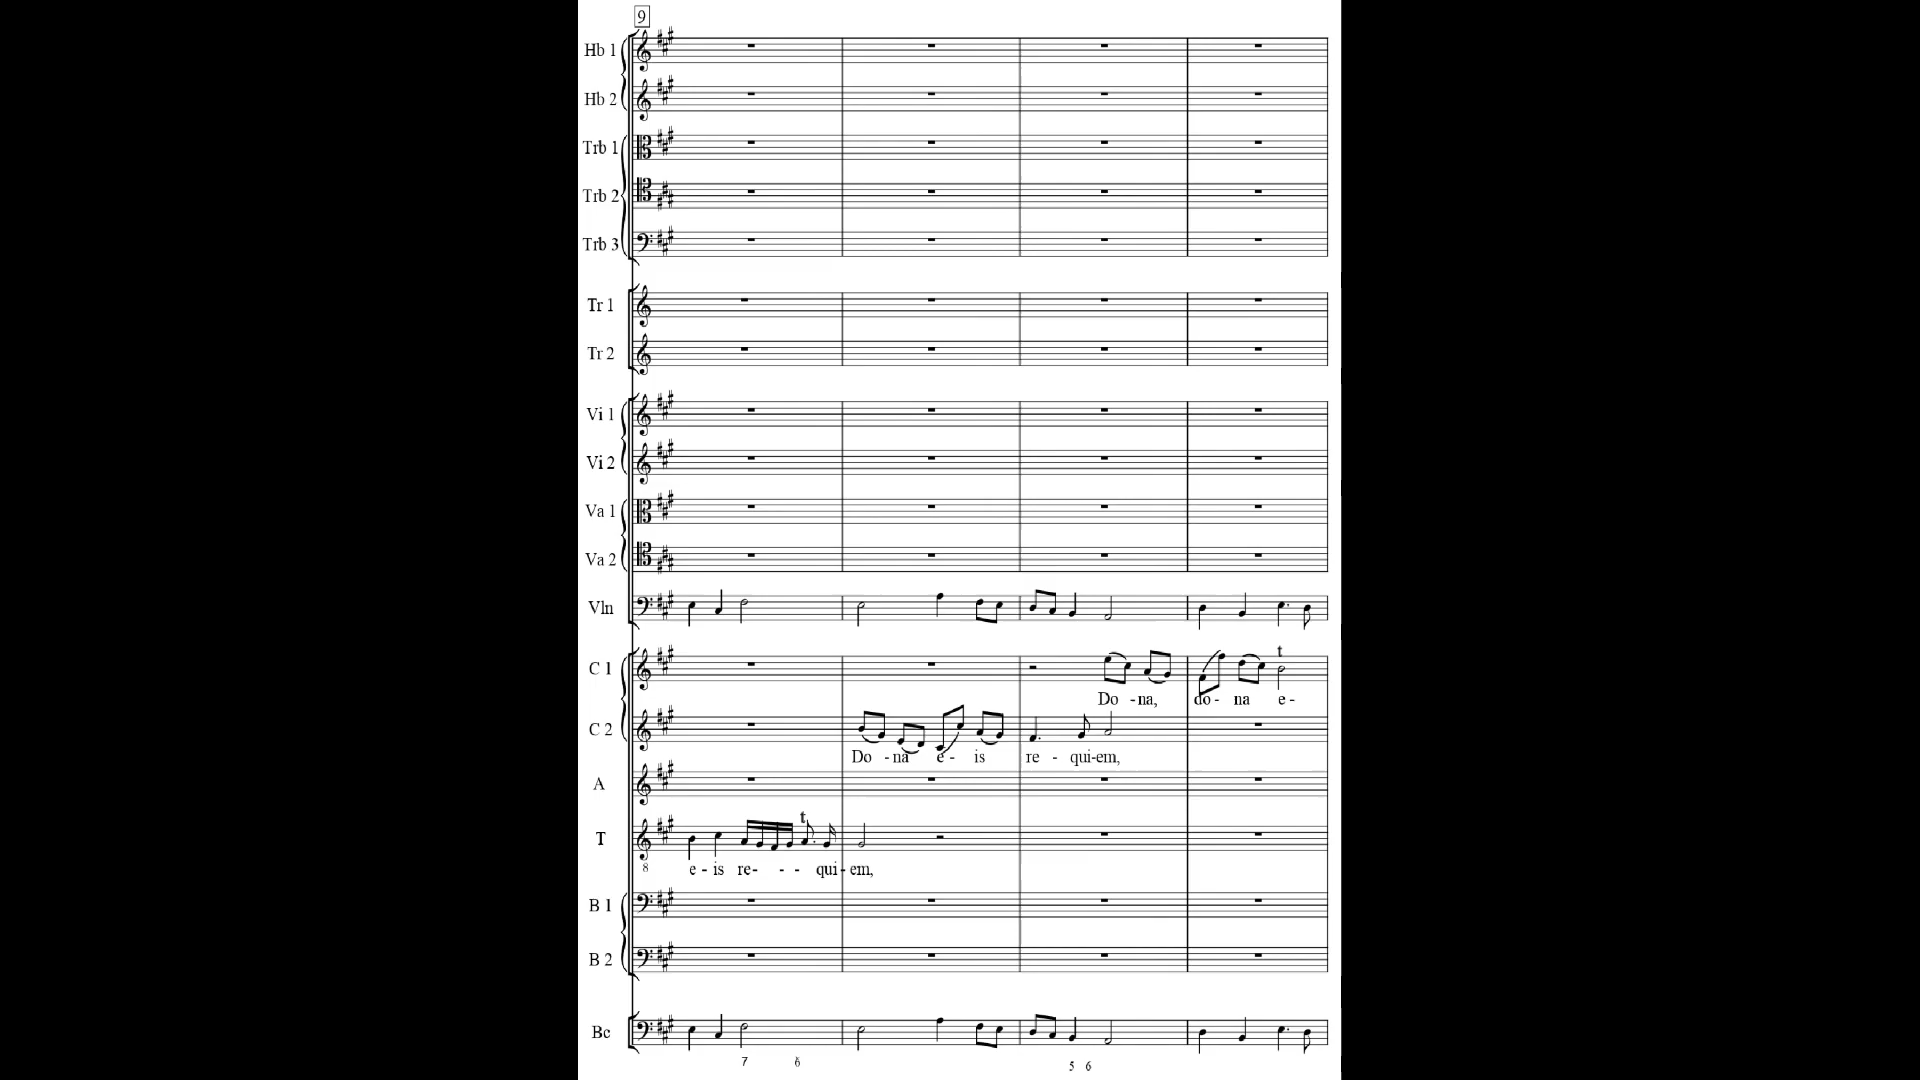 9
Hb 1
Hb 2
Trb 1
Trb 2
Trb 3
Tr 1
Tr 2
Vi 1
Vi 2
Va 1
Va 2
Vln
C 1
t
Do - na, do - na e -
C 2
Do - na e - is re - qui-em,
A
T
t
8
e - is re- - - qui-em,
B 1
B 2
Bc
7 6 5 6